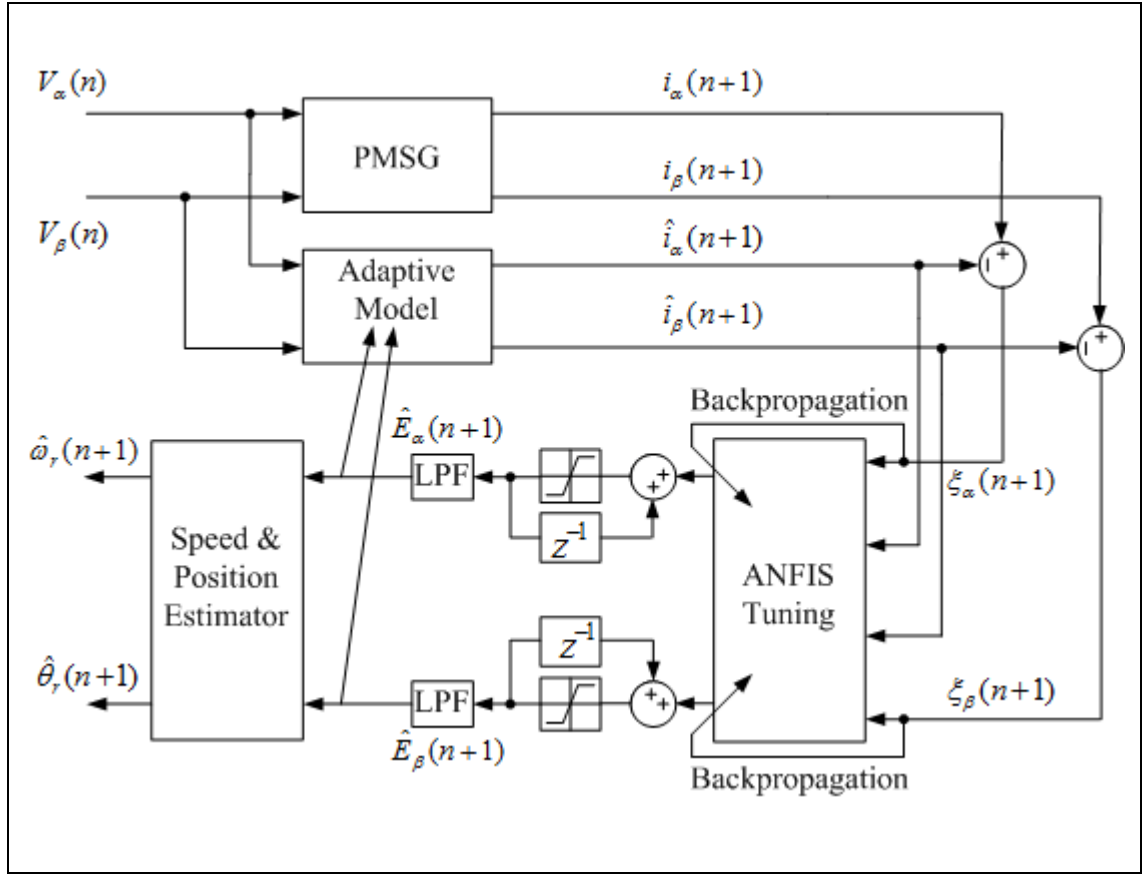 V_α(n)
i_α(n+1)
PMSG
i_β(n+1)
V_β(n)
î_α(n+1)
Adaptive
Model
î_β(n+1)
Backpropagation
Ê_α(n+1)
ω̂_r(n+1)
LPF
ξ_α(n+1)
Z^-1
Speed &
Position
Estimator
ANFIS
Tuning
Z^-1
θ̂_r(n+1)
LPF
ξ_β(n+1)
Ê_β(n+1)
Backpropagation